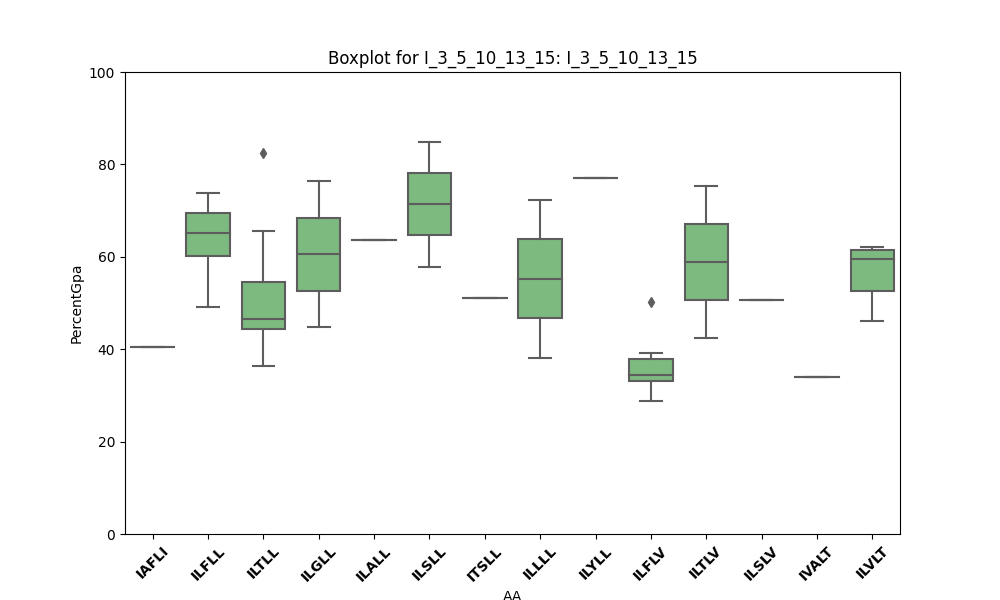 Boxplot for I_3_5_10_13_15: I_3_5_10_13_15
PercentGpa
100
80
60
40
20
0
IAFLI
ILFLL
ILTLL
ILGLL
ILALL
ILSLL
ITSLL
ILLLL
ILYLL
ILFLV
ILTLV
ILSLV
IVALT
ILVLT
AA